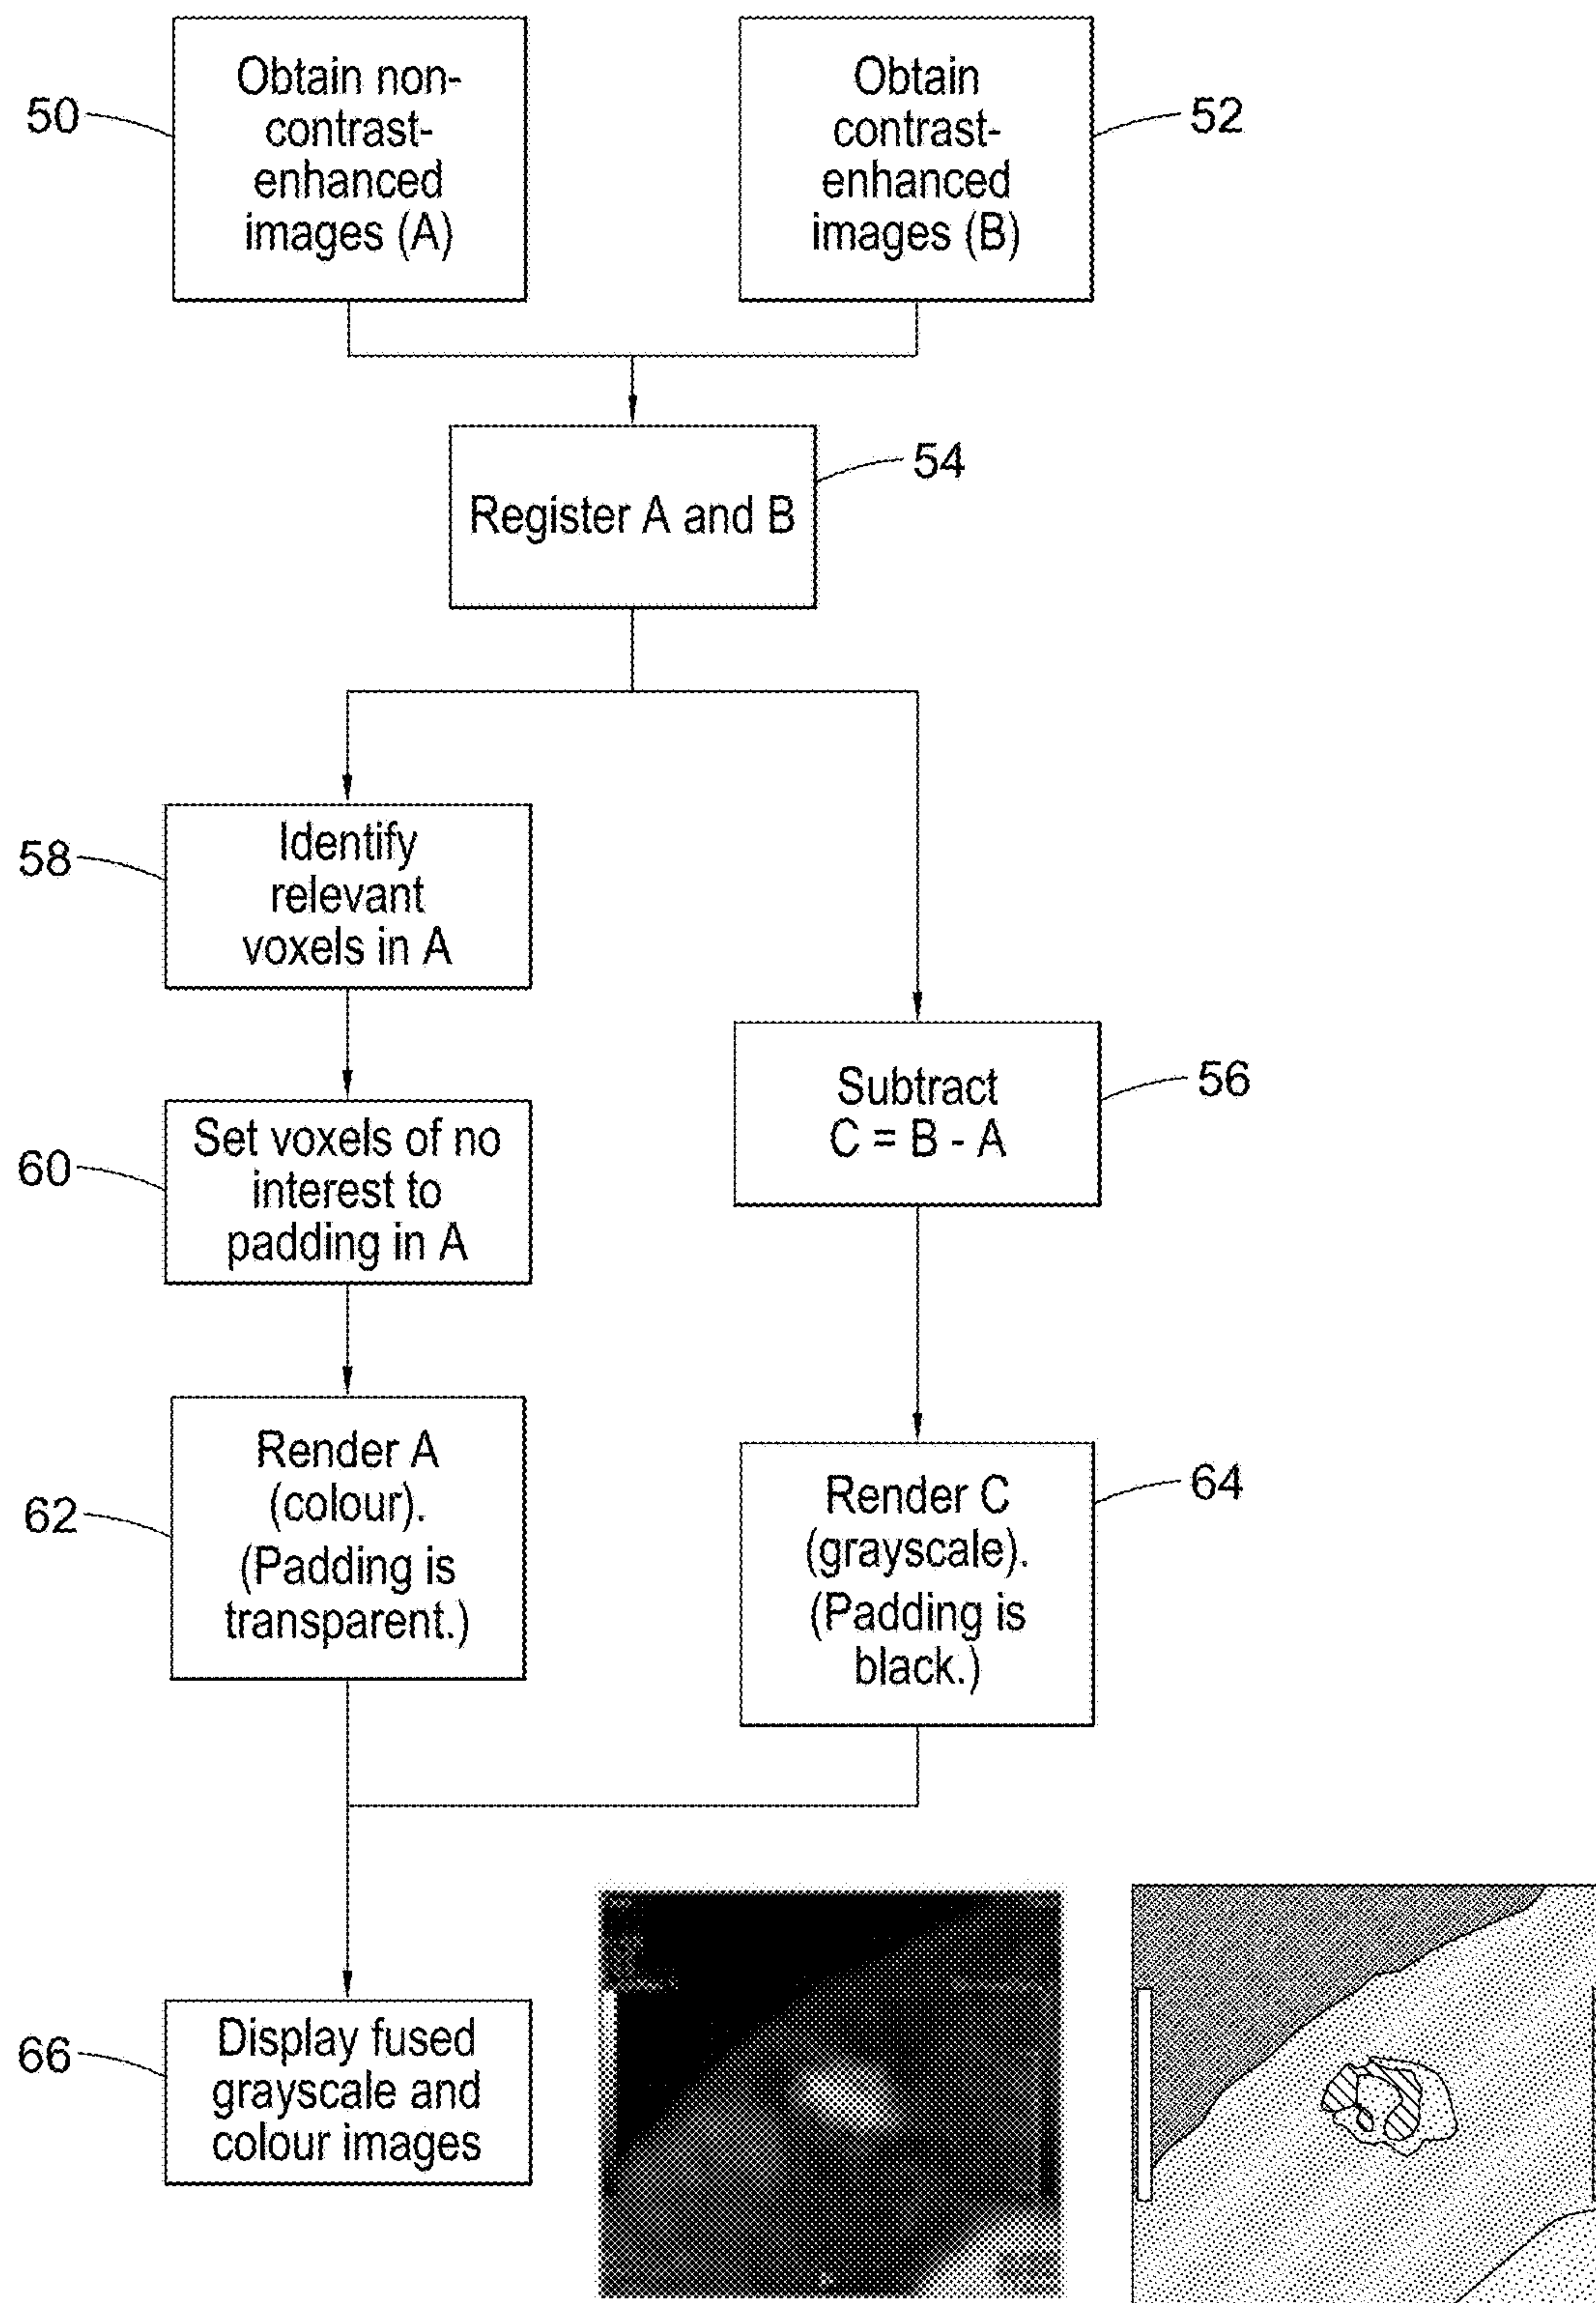 50
Obtain non-
contrast-
enhanced
images (A)
Obtain
contrast-
enhanced
images (B)
52
Register A and B
54
58
Identify
relevant
voxels in A
60
Set voxels of no
interest to
padding in A
Subtract
C = B - A
56
62
Render A
(colour).
(Padding is
transparent.)
Render C
(grayscale).
(Padding is
black.)
64
66
Display fused
grayscale and
colour images